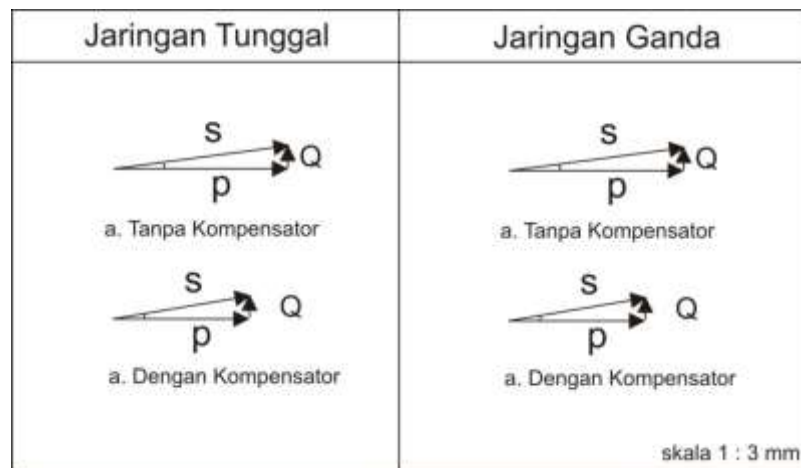 Jaringan Tunggal
S
Q
p
a. Tanpa Kompensator
S
Q
p
a. Dengan Kompensator
Jaringan Ganda
S
Q
p
a. Tanpa Kompensator
S
Q
p
a. Dengan Kompensator
skala 1 : 3 mm